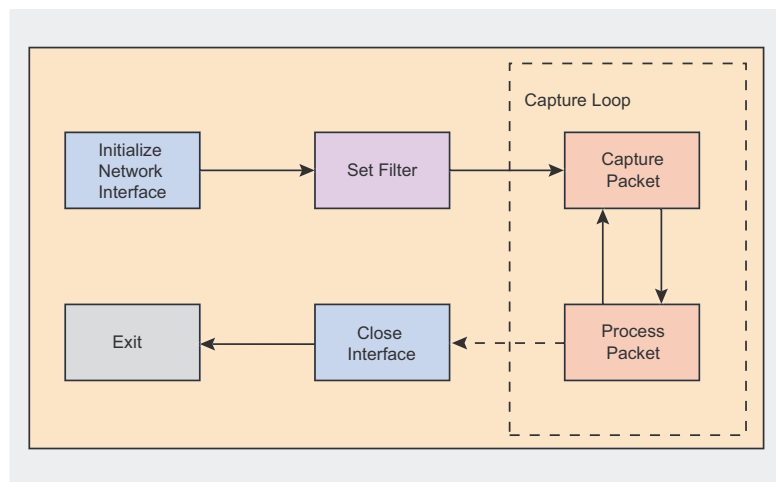 Capture Loop
Initialize
Network
Interface
Set Filter
Capture
Packet
Exit
Close
Interface
Process
Packet